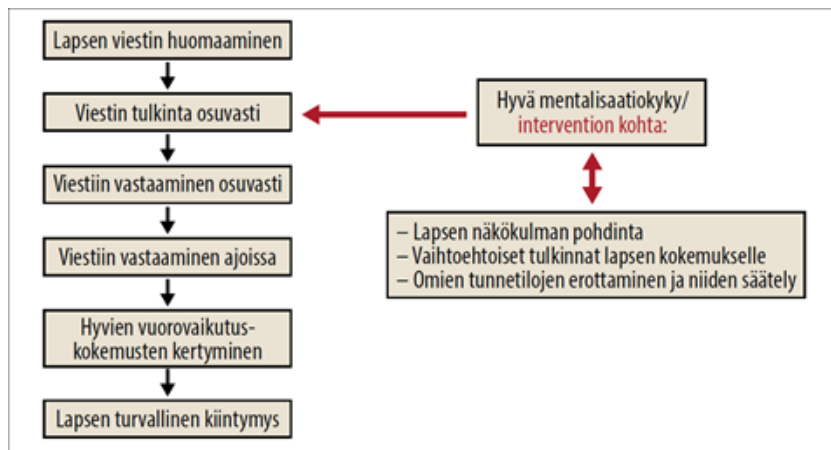 Lapsen viestin huomaaminen
Viestin tulkinta osuvasti
Viestiin vastaaminen osuvasti
Viestiin vastaaminen ajoissa
Hyvien vuorovaikutus-
kokemusten kertyminen
Lapsen turvallinen kiintymys
Hyvä mentalisaatiokyky/
intervention kohta:
– Lapsen näkökulman pohdinta
– Vaihtoehtoiset tulkinnat lapsen kokemukselle
– Omien tunnetilojen erottaminen ja niiden säätely